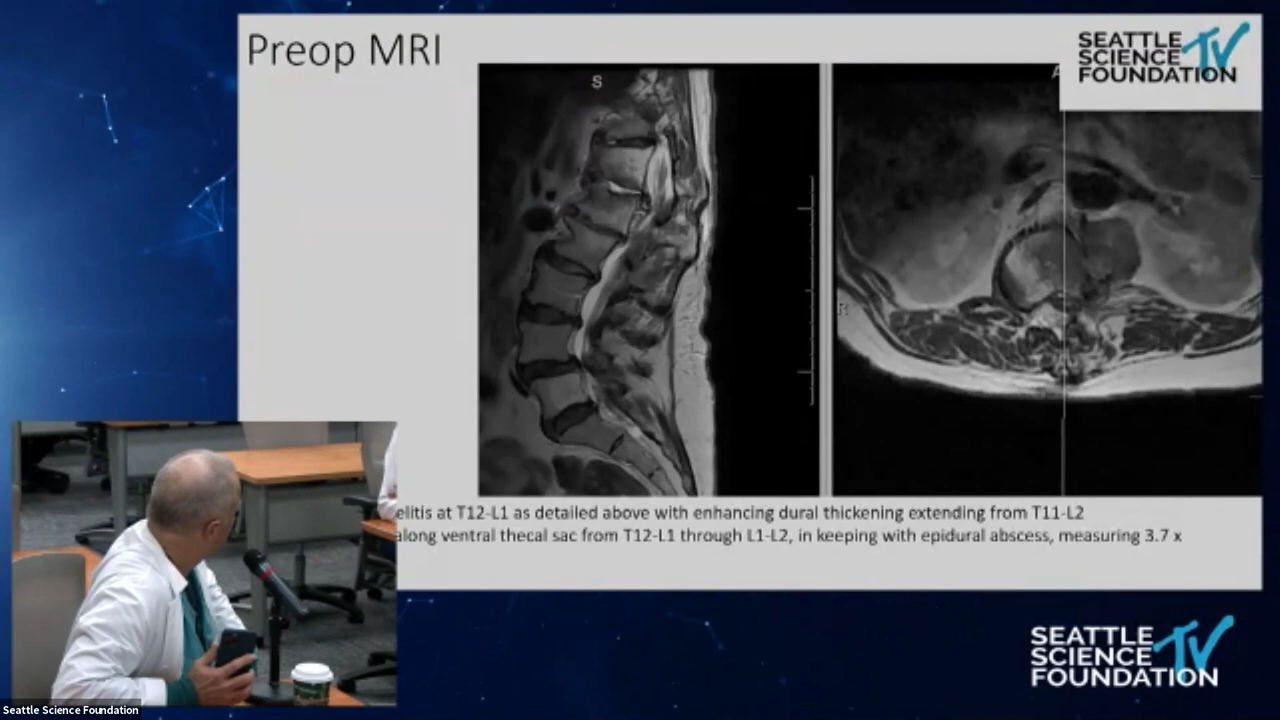 Preop MRI
SEATTLE
SCIENCE
FOUNDATION
TV
S
A
R
elitis at T12-L1 as detailed above with enhancing dural thickening extending from T11-L2
along ventral thecal sac from T12-L1 through L1-L2, in keeping with epidural abscess, measuring 3.7 x
SEATTLE
SCIENCE
FOUNDATION
TV
Seattle Science Foundation